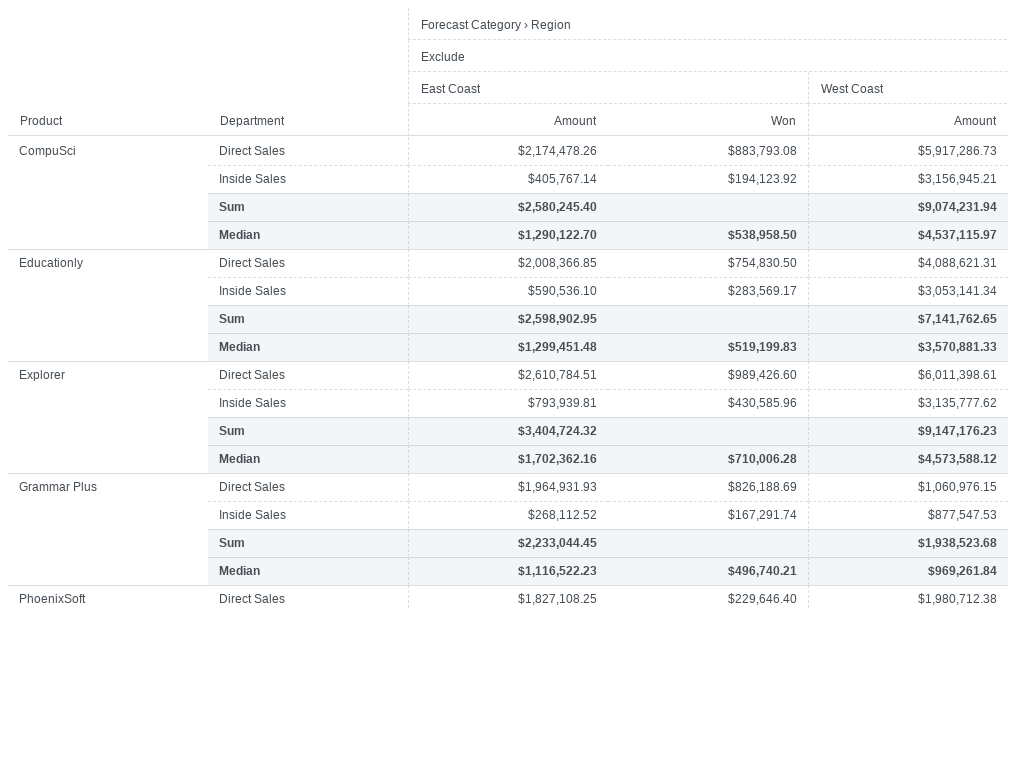 Forecast Category › Region
Exclude
East Coast West Coast
Product Department Amount Won Amount
CompuSci Direct Sales $2,174,478.26 $883,793.08 $5,917,286.73
Inside Sales $405,767.14 $194,123.92 $3,156,945.21
Sum $2,580,245.40 $9,074,231.94
Median $1,290,122.70 $538,958.50 $4,537,115.97
Educationly Direct Sales $2,008,366.85 $754,830.50 $4,088,621.31
Inside Sales $590,536.10 $283,569.17 $3,053,141.34
Sum $2,598,902.95 $7,141,762.65
Median $1,299,451.48 $519,199.83 $3,570,881.33
Explorer Direct Sales $2,610,784.51 $989,426.60 $6,011,398.61
Inside Sales $793,939.81 $430,585.96 $3,135,777.62
Sum $3,404,724.32 $9,147,176.23
Median $1,702,362.16 $710,006.28 $4,573,588.12
Grammar Plus Direct Sales $1,964,931.93 $826,188.69 $1,060,976.15
Inside Sales $268,112.52 $167,291.74 $877,547.53
Sum $2,233,044.45 $1,938,523.68
Median $1,116,522.23 $496,740.21 $969,261.84
PhoenixSoft Direct Sales $1,827,108.25 $229,646.40 $1,980,712.38